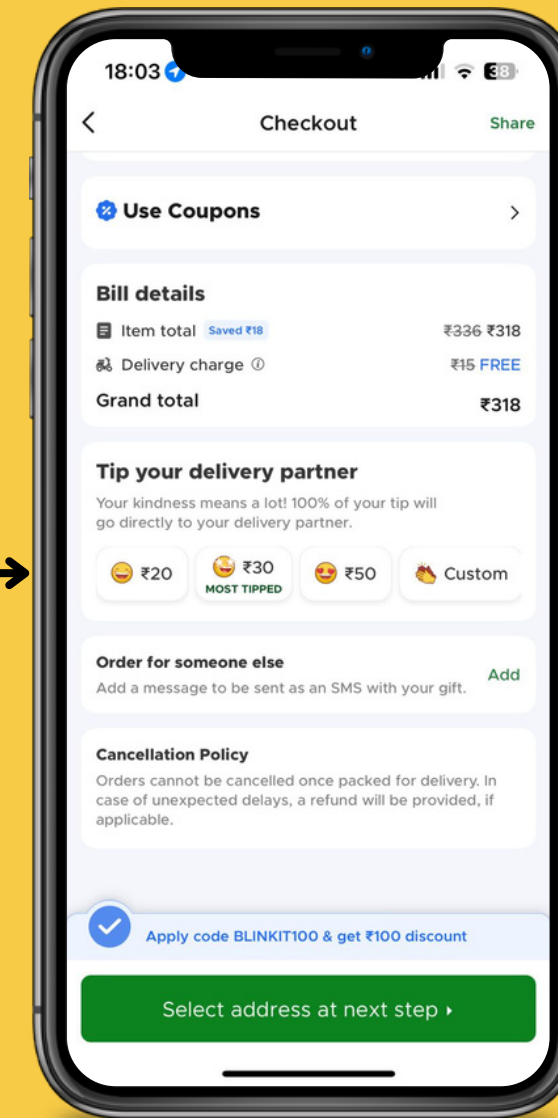 18:03
38
Checkout
Share
Use Coupons
Bill details
Item total Saved ₹18 ₹336 ₹318
Delivery charge ₹15 FREE
Grand total ₹318
Tip your delivery partner
Your kindness means a lot! 100% of your tip will
go directly to your delivery partner.
₹20
₹30
MOST TIPPED
₹50
Custom
Order for someone else
Add a message to be sent as an SMS with your gift.
Add
Cancellation Policy
Orders cannot be cancelled once packed for delivery. In
case of unexpected delays, a refund will be provided, if
applicable.
Apply code BLINKIT100 & get ₹100 discount
Select address at next step